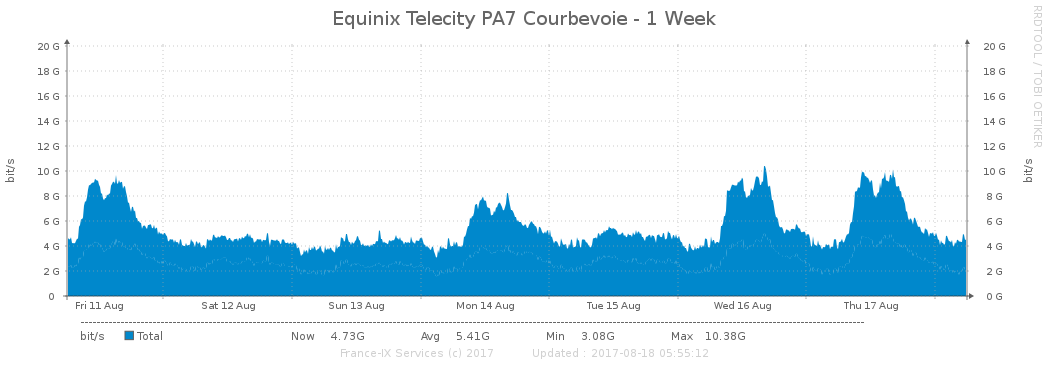 Equinix Telecity PA7 Courbevoie - 1 Week
RRDTOOL / TOBI OETIKER
20 G 20 G
18 G 18 G
16 G 16 G
14 G 14 G
12 G 12 G
10 G 10 G
8 G 8 G
6 G 6 G
4 G 4 G
2 G 2 G
0 0 G
bit/s
bit/s
Fri 11 Aug Sat 12 Aug Sun 13 Aug Mon 14 Aug Tue 15 Aug Wed 16 Aug Thu 17 Aug
bit/s Total Now 4.73G Avg 5.41G Min 3.08G Max 10.38G
France-IX Services (c) 2017 Updated : 2017-08-18 05:55:12